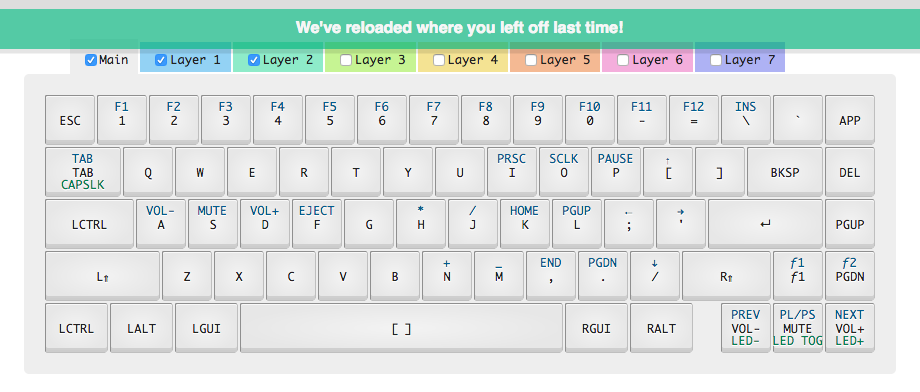 We've reloaded where you left off last time!
Main Layer 1 Layer 2 Layer 3 Layer 4 Layer 5 Layer 6 Layer 7
F1 F2 F3 F4 F5 F6 F7 F8 F9 F10 F11 F12 INS
ESC 1 2 3 4 5 6 7 8 9 0 - = \ ` APP
TAB PRSC SCLK PAUSE ↑
TAB Q W E R T Y U I O P [ ] BKSP DEL
CAPSLK
VOL- MUTE VOL+ EJECT * / HOME PGUP ← →
LCTRL A S D F G H J K L ; ' ↵ PGUP
+ _ END PGDN ↓ ƒ1 ƒ2
L⇧ Z X C V B N M , . / R⇧ ƒ1 PGDN
PREV PL/PS NEXT
LCTRL LALT LGUI [ ] RGUI RALT VOL- MUTE VOL+
LED- LED TOG LED+